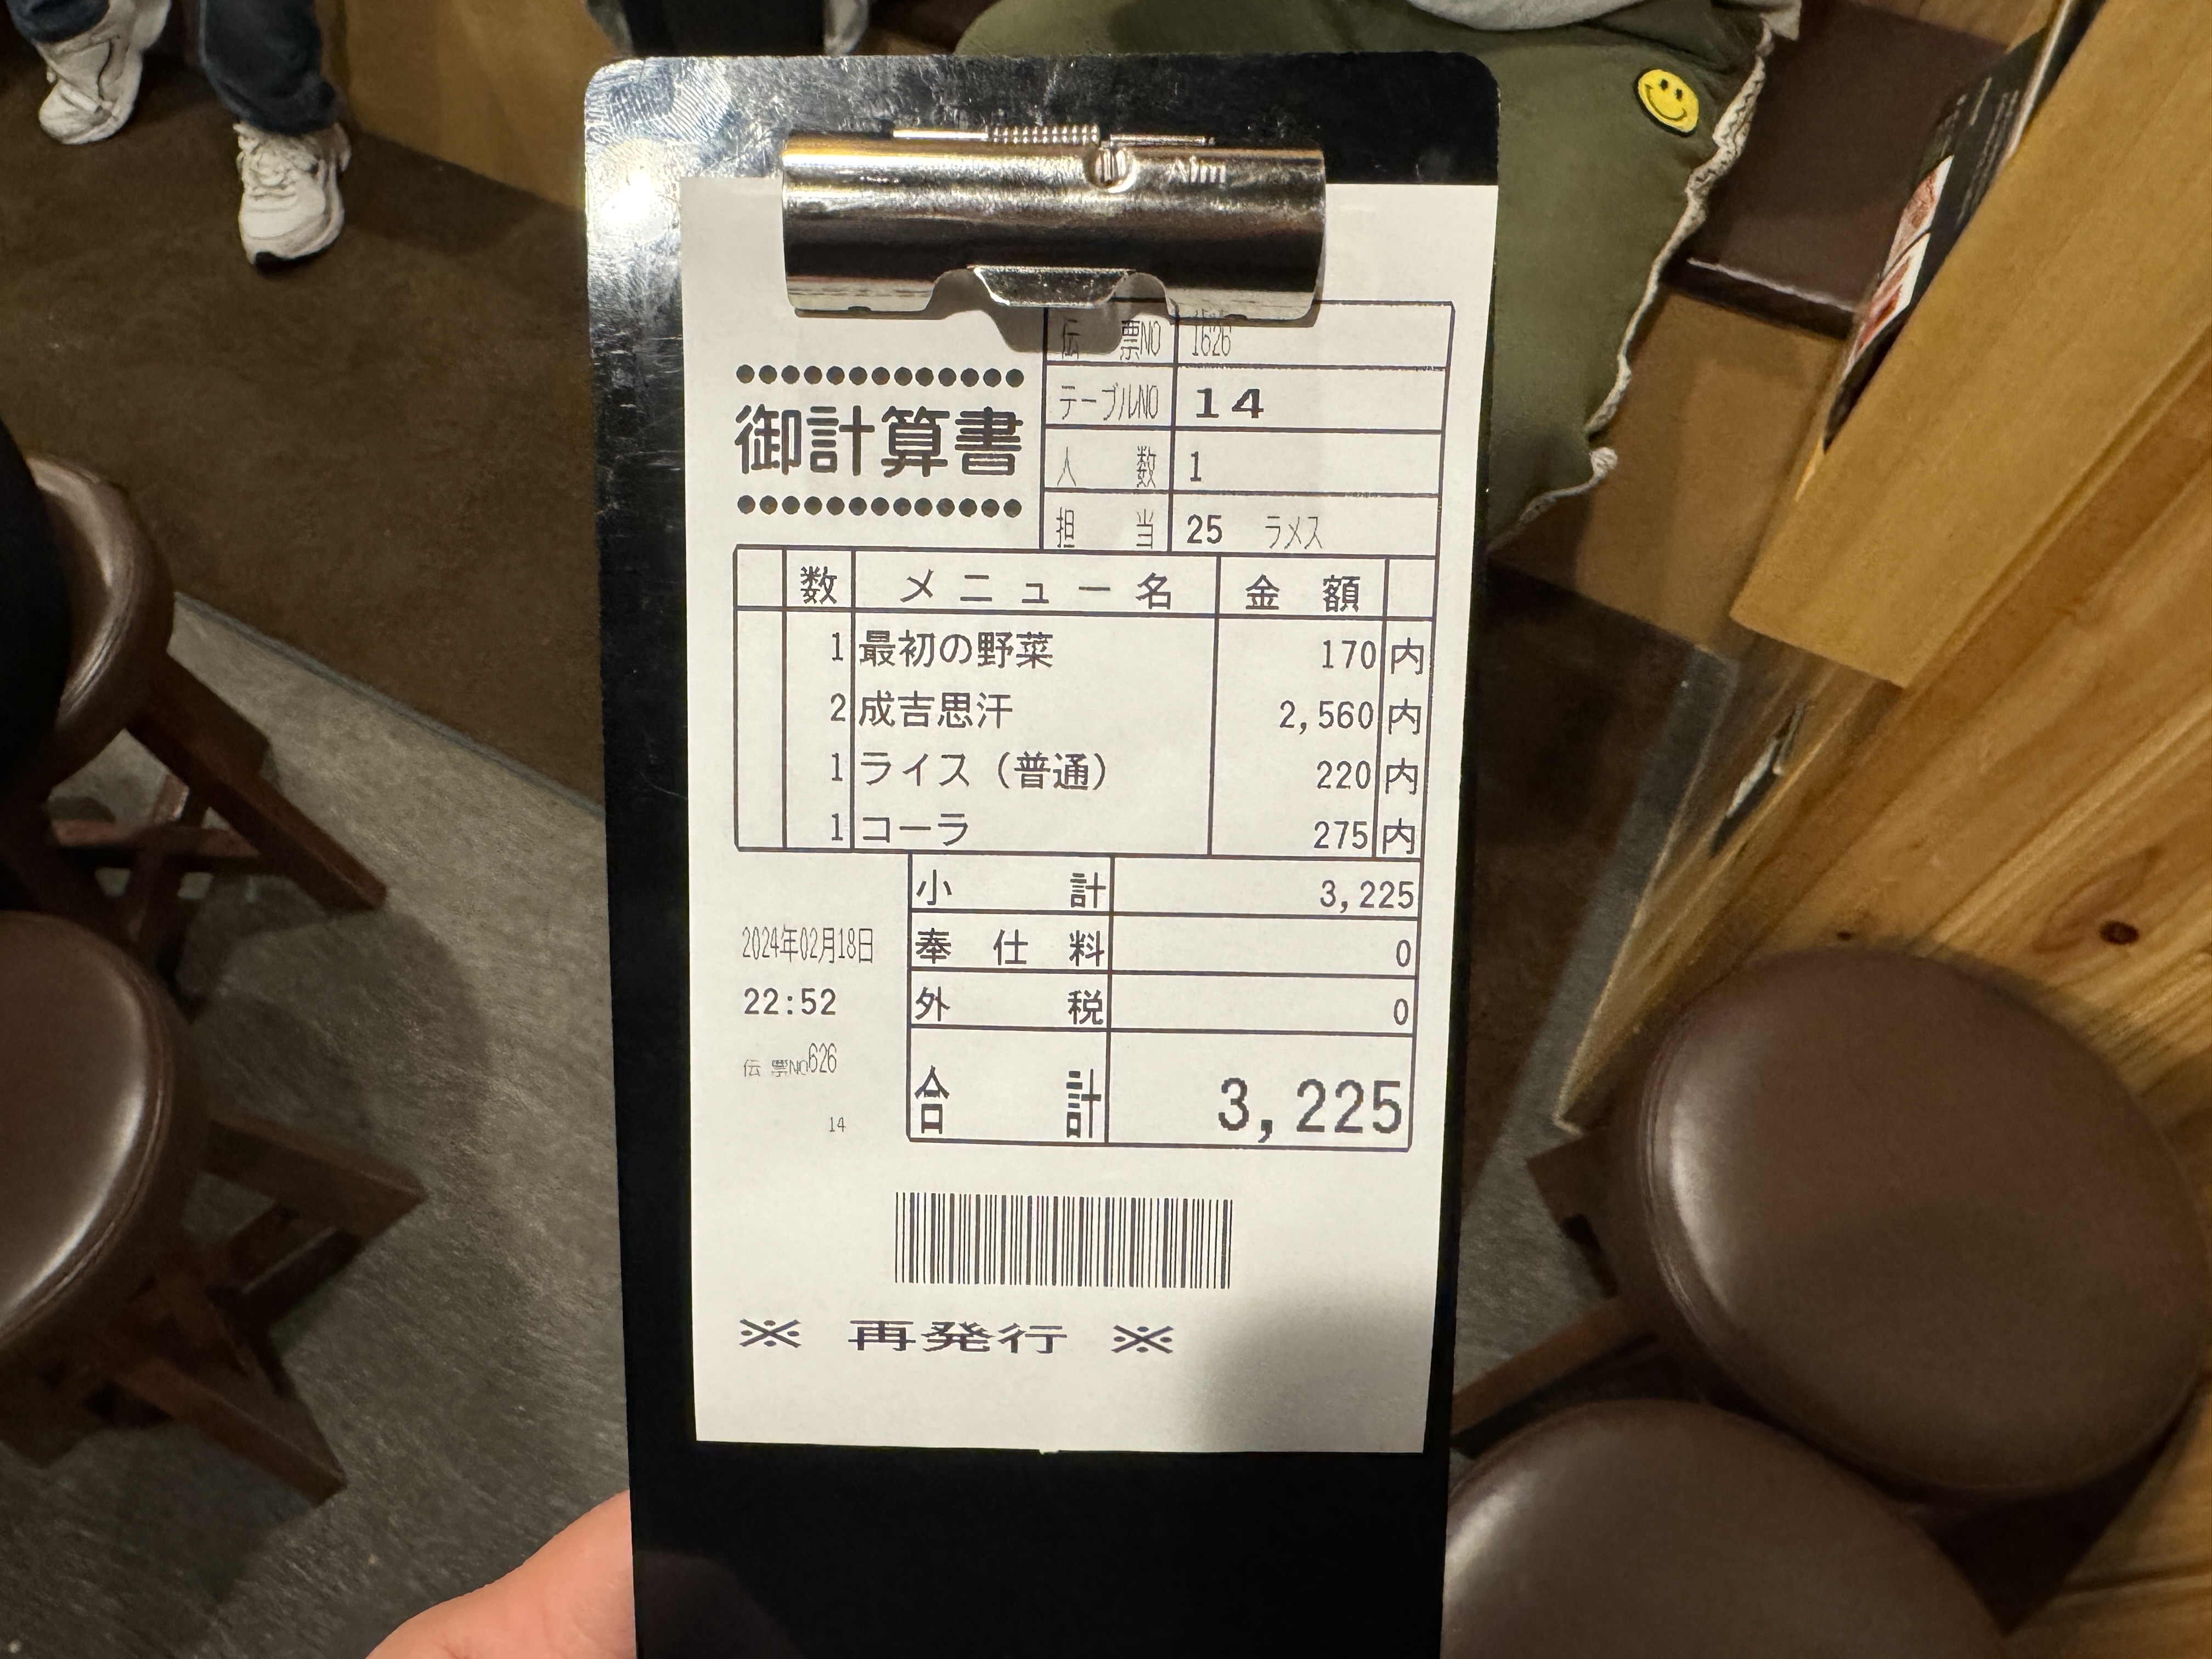 伝 票NO 1626
テーブルNO 14
御計算書
人 数 1
担 当 25 ラメス
数 メニュー名 金 額
1 最初の野菜 170 内
2 成吉思汗 2,560 内
1 ライス（普通） 220 内
1 コーラ 275 内
小 計 3,225
2024年02月18日
奉 仕 料 0
22:52
外 税 0
伝 票NO626
14
合 計 3,225
※ 再発行 ※